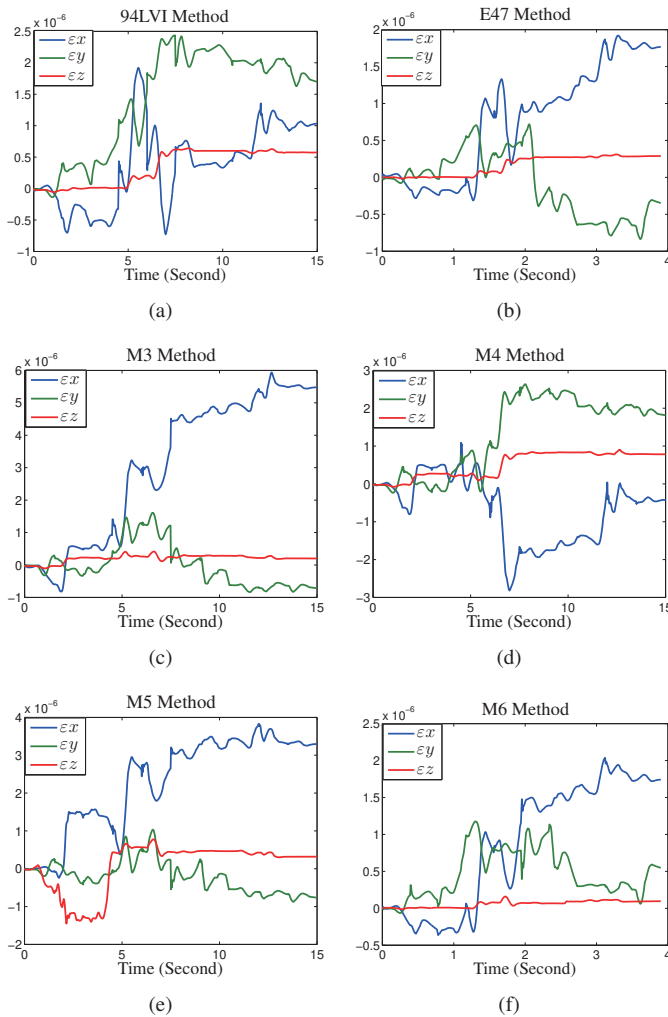 94LVI Method
x 10⁻⁶
2.5
2
1.5
1
0.5
0
−0.5
−1
εx
εy
εz
0 5 10 15
Time (Second)
(a)
E47 Method
x 10⁻⁶
2
1.5
1
0.5
0
−0.5
−1
εx
εy
εz
0 1 2 3 4
Time (Second)
(b)
M3 Method
x 10⁻⁶
6
5
4
3
2
1
0
−1
εx
εy
εz
0 5 10 15
Time (Second)
(c)
M4 Method
x 10⁻⁶
3
2
1
0
−1
−2
−3
εx
εy
εz
0 5 10 15
Time (Second)
(d)
M5 Method
x 10⁻⁶
4
3
2
1
0
−1
−2
εx
εy
εz
0 5 10 15
Time (Second)
(e)
M6 Method
x 10⁻⁶
2.5
2
1.5
1
0.5
0
−0.5
εx
εy
εz
0 1 2 3 4
Time (Second)
(f)